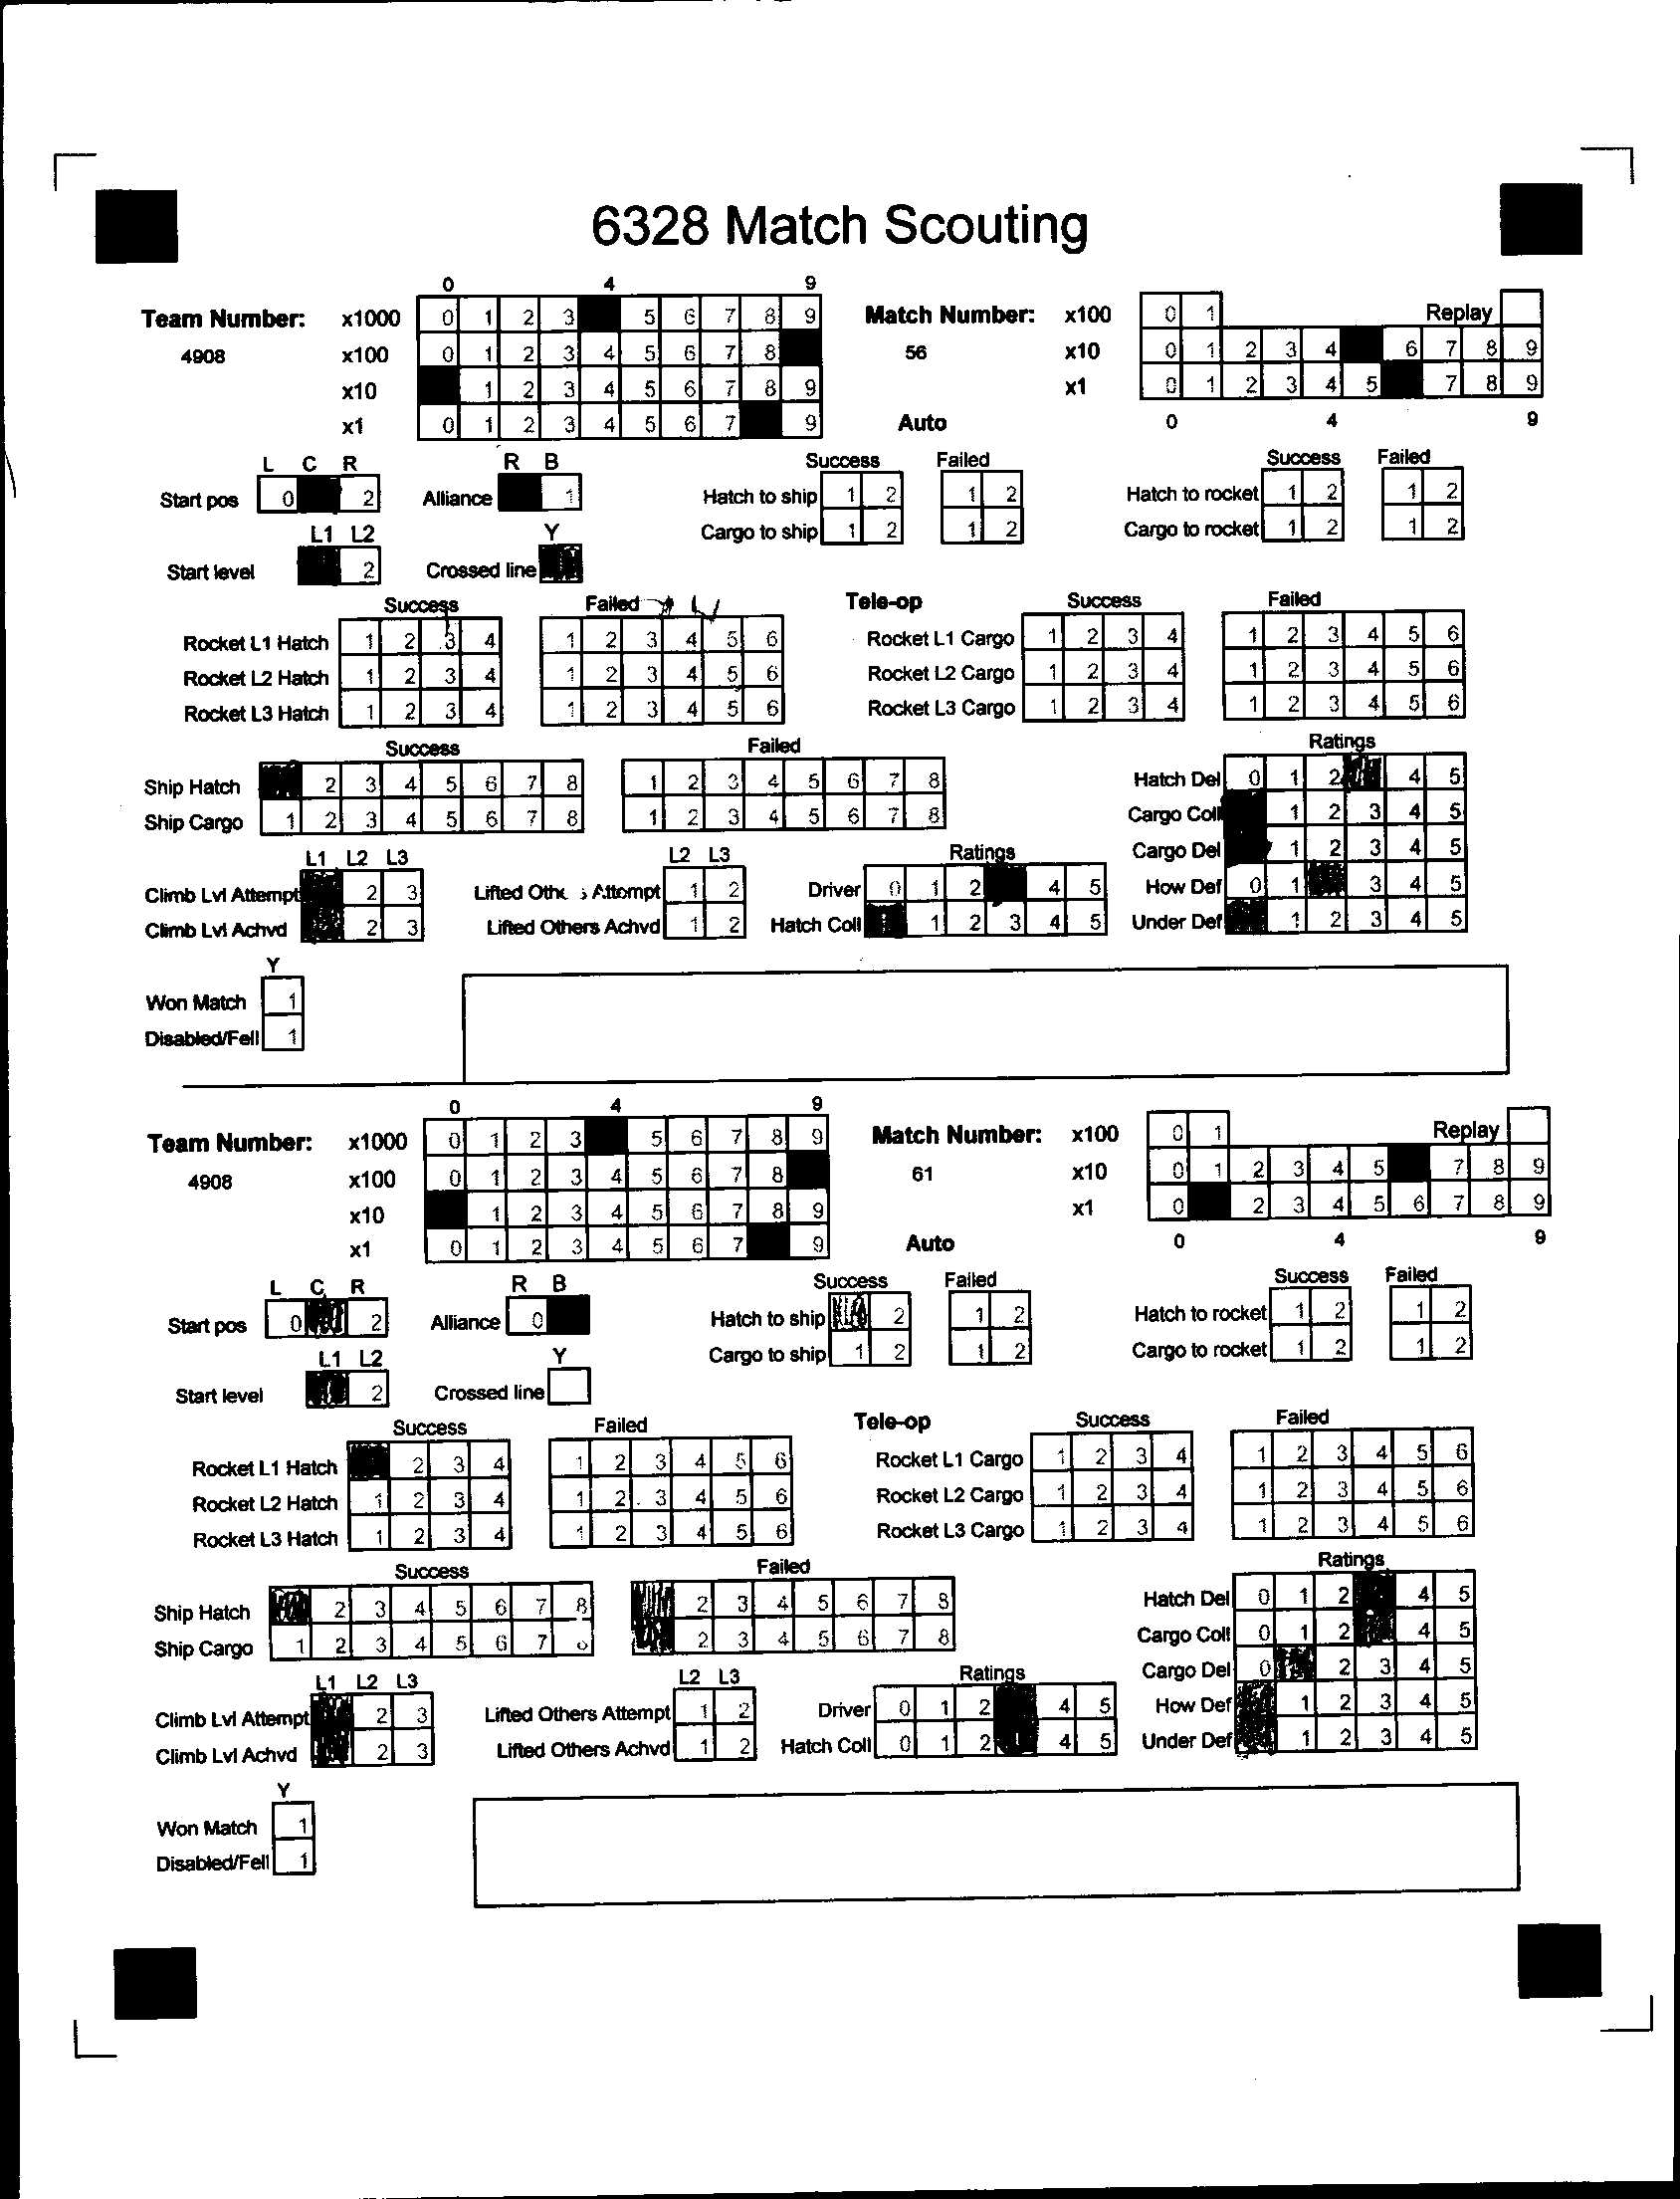 6328 Match Scouting
0 4 9
Team Number: x1000 0 1 2 3 5 6 7 8 9 Match Number: x100 0 1 Replay
4908 x100 0 1 2 3 4 5 6 7 8 56 x10 0 1 2 3 4 6 7 8 9
x10 1 2 3 4 5 6 7 8 9 x1 0 1 2 3 4 5 7 8 9
x1 0 1 2 3 4 5 6 7 9 Auto 0 4 9
L C R R B Success Failed Success Failed
Start pos 0 2 Alliance 1 Hatch to ship 1 2 1 2 Hatch to rocket 1 2 1 2
L1 L2 Y Cargo to ship 1 2 1 2 Cargo to rocket 1 2 1 2
Start level 2 Crossed line
Success Failed Tele-op Success Failed
Rocket L1 Hatch 1 2 3 4 1 2 3 4 5 6 Rocket L1 Cargo 1 2 3 4 1 2 3 4 5 6
Rocket L2 Hatch 1 2 3 4 1 2 3 4 5 6 Rocket L2 Cargo 1 2 3 4 1 2 3 4 5 6
Rocket L3 Hatch 1 2 3 4 1 2 3 4 5 6 Rocket L3 Cargo 1 2 3 4 1 2 3 4 5 6
Success Failed Ratings
Ship Hatch 2 3 4 5 6 7 8 1 2 3 4 5 6 7 8 Hatch Del 0 1 2 4 5
Ship Cargo 1 2 3 4 5 6 7 8 1 2 3 4 5 6 7 8 Cargo Coll 1 2 3 4 5
L1 L2 L3 L2 L3 Ratings Cargo Del 1 2 3 4 5
Climb Lvl Attempt 2 3 Lifted Attempt 1 2 Driver 0 1 2 4 5 How Def 0 1 3 4 5
Climb Lvl Achvd 2 3 Lifted Others Achvd 1 2 Hatch Coll 1 2 3 4 5 Under Def 1 2 3 4 5
Y
Won Match 1
Disabled/Fell 1
0 4 9
Team Number: x1000 0 1 2 3 5 6 7 8 9 Match Number: x100 0 1 Replay
4908 x100 0 1 2 3 4 5 6 7 8 61 x10 0 1 2 3 4 5 7 8 9
x10 1 2 3 4 5 6 7 8 9 x1 0 2 3 4 5 6 7 8 9
x1 0 1 2 3 4 5 6 7 9 Auto 0 4 9
L C R R B Success Failed Success Failed
Start pos 0 2 Alliance 0 Hatch to ship 2 1 2 Hatch to rocket 1 2 1 2
L1 L2 Y Cargo to ship 1 2 1 2 Cargo to rocket 1 2 1 2
Start level 2 Crossed line
Success Failed Tele-op Success Failed
Rocket L1 Hatch 2 3 4 1 2 3 4 5 6 Rocket L1 Cargo 1 2 3 4 1 2 3 4 5 6
Rocket L2 Hatch 1 2 3 4 1 2 3 4 5 6 Rocket L2 Cargo 1 2 3 4 1 2 3 4 5 6
Rocket L3 Hatch 1 2 3 4 1 2 3 4 5 6 Rocket L3 Cargo 1 2 3 4 1 2 3 4 5 6
Success Failed Ratings
Ship Hatch 2 3 4 5 6 7 8 2 3 4 5 6 7 8 Hatch Del 0 1 2 4 5
Ship Cargo 1 2 3 4 5 6 7 2 3 4 5 6 7 8 Cargo Coll 0 1 2 4 5
L1 L2 L3 L2 L3 Ratings Cargo Del 0 2 3 4 5
Climb Lvl Attempt 2 3 Lifted Others Attempt 1 2 Driver 0 1 2 4 5 How Def 1 2 3 4 5
Climb Lvl Achvd 2 3 Lifted Others Achvd 1 2 Hatch Coll 0 1 2 4 5 Under Def 1 2 3 4 5
Y
Won Match 1
Disabled/Fell 1